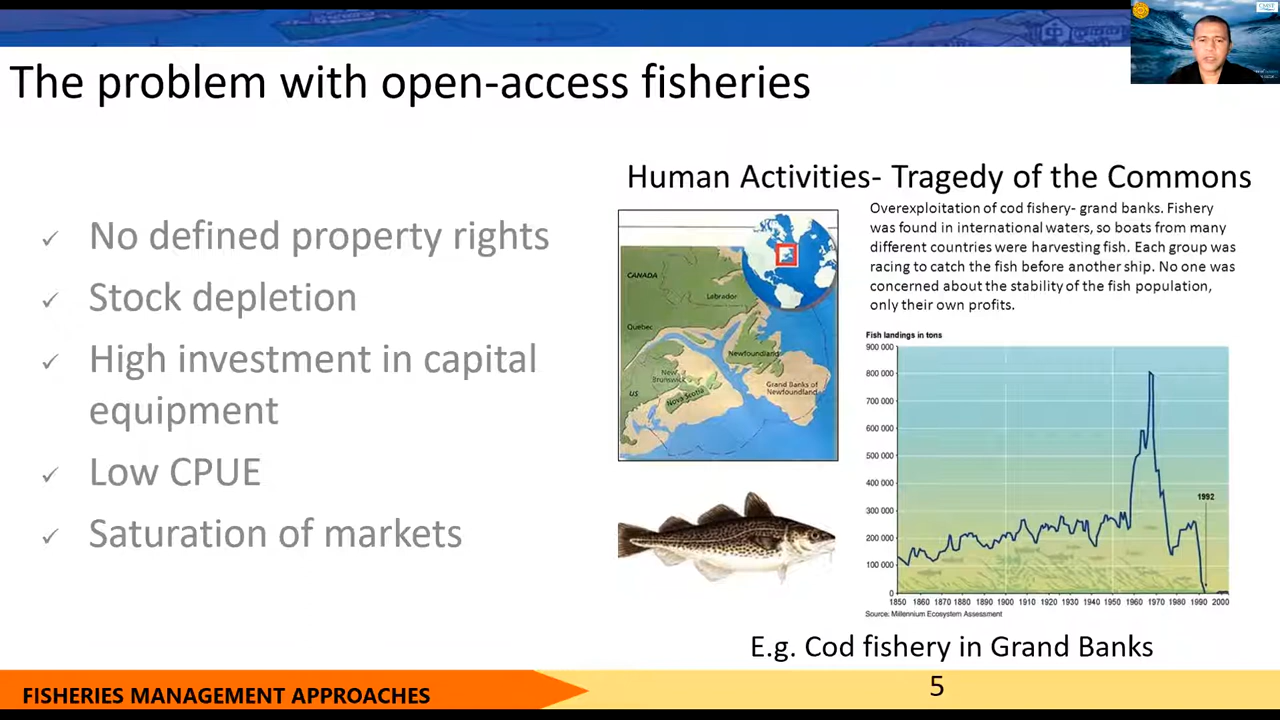 The problem with open-access fisheries
No defined property rights
Stock depletion
High investment in capital
equipment
Low CPUE
Saturation of markets
Human Activities- Tragedy of the Commons
Overexploitation of cod fishery- grand banks. Fishery
was found in international waters, so boats from many
different countries were harvesting fish. Each group was
racing to catch the fish before another ship. No one was
concerned about the stability of the fish population,
only their own profits.
CANADA
Labrador
Quebec
Newfoundland
New
Brunswick
Grand Banks of
Newfoundland
US
Nova Scotia
Fish landings in tons
900 000
800 000
700 000
600 000
500 000
400 000
300 000
200 000
100 000
0
1992
1850 1860 1870 1880 1890 1900 1910 1920 1930 1940 1950 1960 1970 1980 1990 2000
Source: Millennium Ecosystem Assessment
E.g. Cod fishery in Grand Banks
FISHERIES MANAGEMENT APPROACHES
5